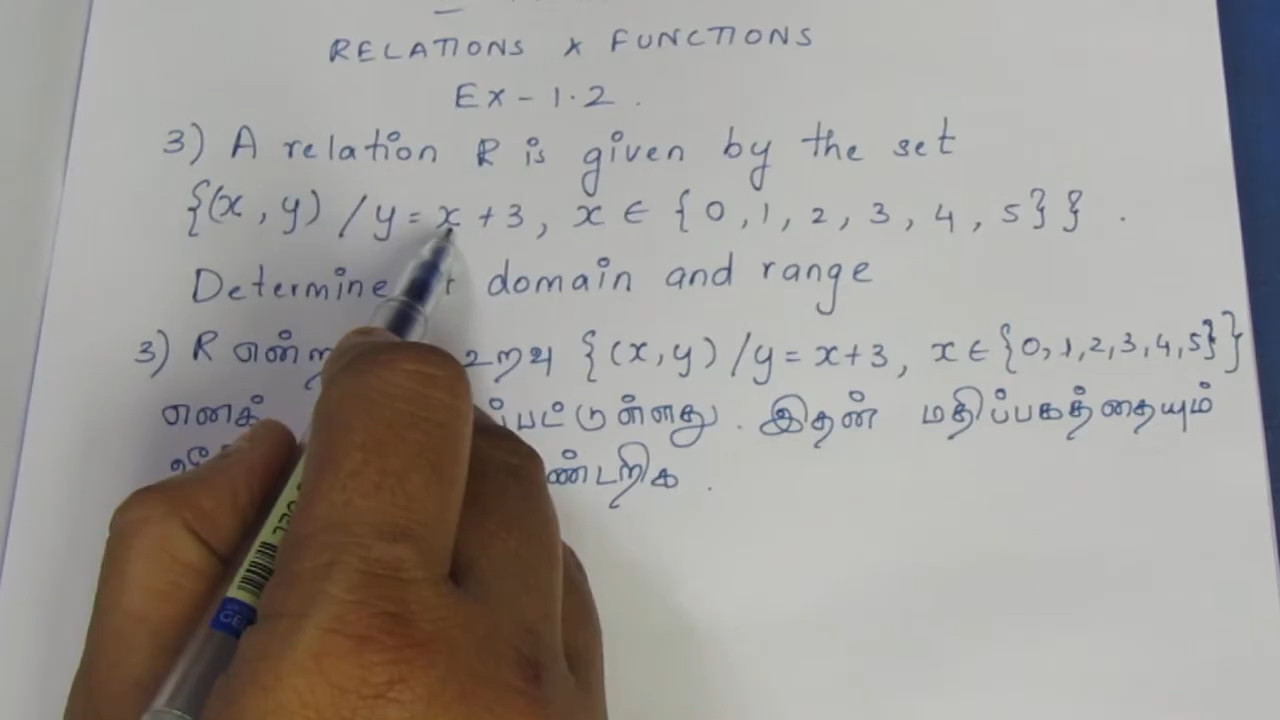 RELATIONS & FUNCTIONS
Ex - 1.2.
3) A relation R is given by the set
{(x, y) / y = x + 3, x ∈ {0, 1, 2, 3, 4, 5}}.
Determine domain and range
3) R உறவு {(x, y) / y = x+3, x ∈ {0, 1, 2, 3, 4, 5}}
இதன் மதிப்பகத்தையும்